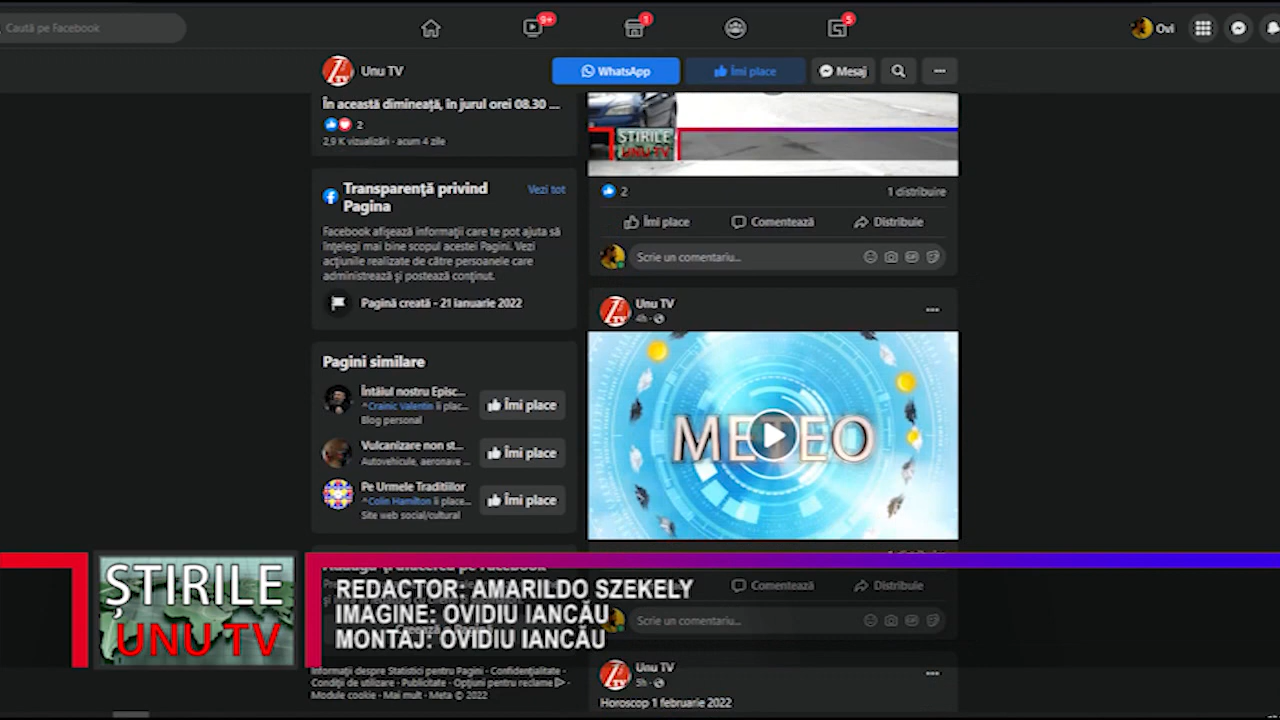 Caută pe Facebook
9+
1
5
Ovi
Unu TV
WhatsApp
Îmi place
Mesaj
În această dimineață, în jurul orei 08.30 ...
2
2,9 K vizualizări · acum 4 zile
Transparență privind
Pagina
Vezi tot
Facebook afișează informații care te pot ajuta să
înțelegi mai bine scopul acestei Pagini. Vezi
acțiunile realizate de către persoanele care
administrează și postează conținut.
Pagină creată - 21 ianuarie 2022
Pagini similare
Întâiul nostru Episc...
^Crainic Valentin îi plac...
Blog personal
Îmi place
Vulcanizare non st...
Autovehicule, aeronave ...
Îmi place
Pe Urmele Traditiilor
^Colin Hamilton îi place...
Site web social/cultural
Îmi place
Informații despre Statistici pentru Pagini · Confidențialitate ·
Condiții de utilizare · Publicitate · Opțiuni pentru reclame ·
Module cookie · Mai mult · Meta © 2022
ȘTIRILE
UNU TV
2
1 distribuire
Îmi place
Comentează
Distribuie
Scrie un comentariu...
Unu TV
4h
METEO
Comentează
Distribuie
Scrie un comentariu...
Unu TV
5h
Horoscop 1 februarie 2022
ȘTIRILE
UNU TV
REDACTOR: AMARILDO SZEKELY
IMAGINE: OVIDIU IANCĂU
MONTAJ: OVIDIU IANCĂU